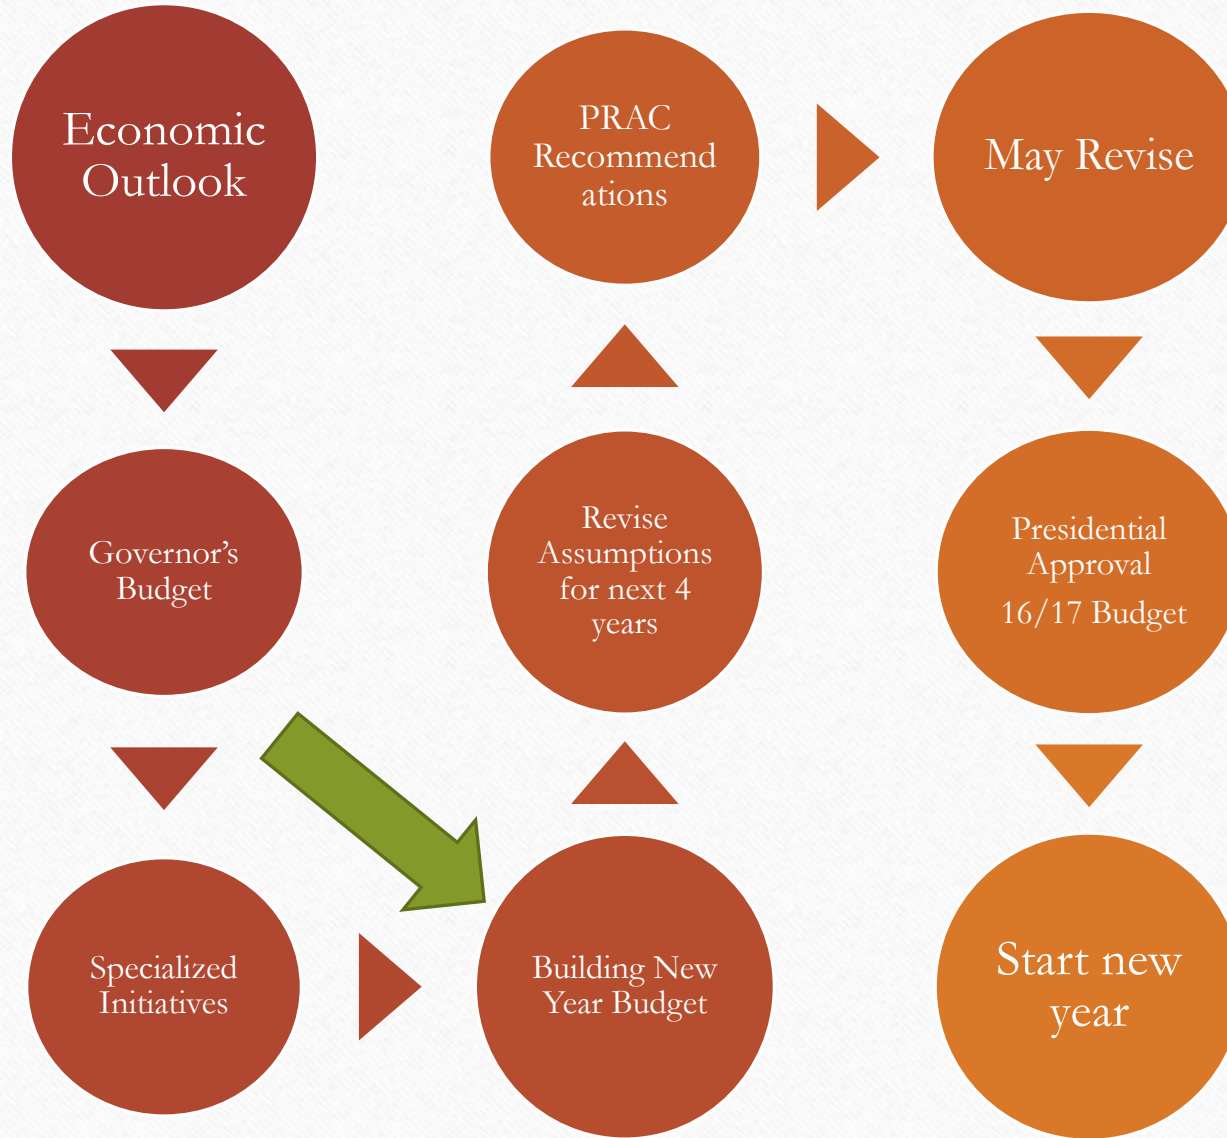 Economic
Outlook
Governor’s
Budget
Specialized
Initiatives
Building New
Year Budget
Revise
Assumptions
for next 4
years
PRAC
Recommend
ations
May Revise
Presidential
Approval
16/17 Budget
Start new
year